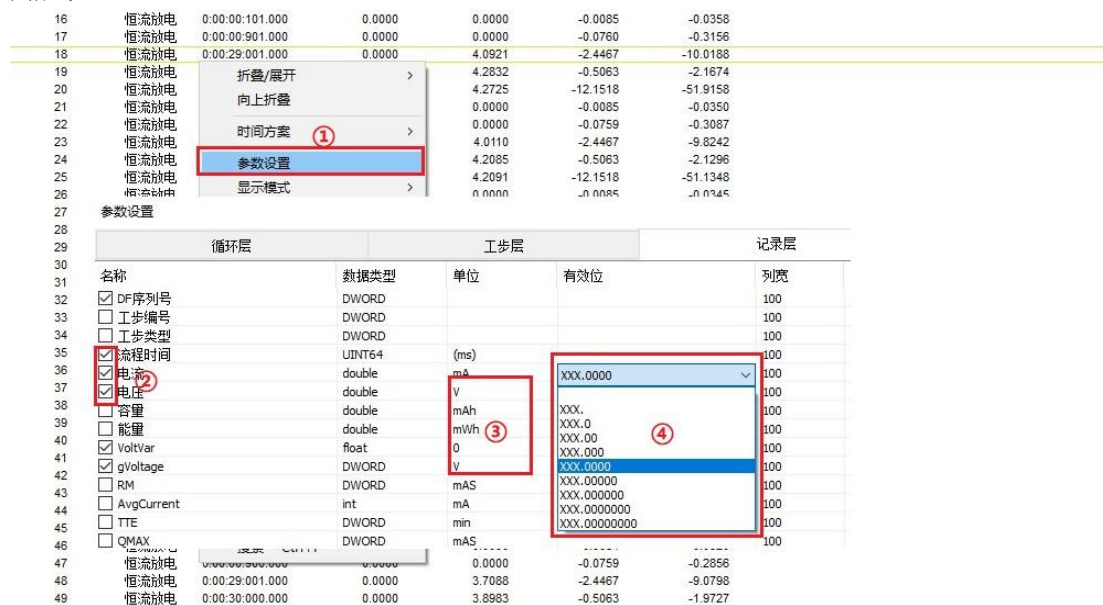 16 恒流放电 0:00:00:101.000 0.0000 0.0000 -0.0085 -0.0358
17 恒流放电 0:00:00:901.000 0.0000 0.0000 -0.0760 -0.3156
18 恒流放电 0:00:29:001.000 0.0000 4.0921 -2.4467 -10.0188
19 恒流放电 折叠/展开 > 4.2832 -0.5063 -2.1674
20 恒流放电 4.2725 -12.1518 -51.9158
21 恒流放电 向上折叠 0.0000 -0.0085 -0.0350
22 恒流放电 0.0000 -0.0759 -0.3087
23 恒流放电 时间方案 ① > 4.0110 -2.4467 -9.8242
24 恒流放电 参数设置 4.2085 -0.5063 -2.1296
25 恒流放电 4.2091 -12.1518 -51.1348
26 恒流放电 显示模式 > 0.0000 -0.0085 -0.0345
27 参数设置
28
29 循环层 工步层 记录层
30
31 名称 数据类型 单位 有效位 列宽
32 DF序列号 DWORD 100
33 工步编号 DWORD 100
34 工步类型 DWORD 100
35 流程时间 UINT64 (ms) 100
36 电流 double mA XXX.0000 100
37 ② 电压 double V 100
38 容量 double mAh XXX. 100
39 能量 double mWh ③ XXX.0 100
XXX.00 ④
40 VoltVar float 0 XXX.000 100
41 gVoltage DWORD V XXX.0000 100
42 RM DWORD mAS XXX.00000 100
43 XXX.000000
44 AvgCurrent int mA XXX.0000000 100
45 TTE DWORD min XXX.00000000 100
46 QMAX DWORD mAS 100
47 恒流放电 0.0000 -0.0759 -0.2856
48 恒流放电 0:00:29:001.000 0.0000 3.7088 -2.4467 -9.0798
49 恒流放电 0:00:30:000.000 0.0000 3.8983 -0.5063 -1.9727